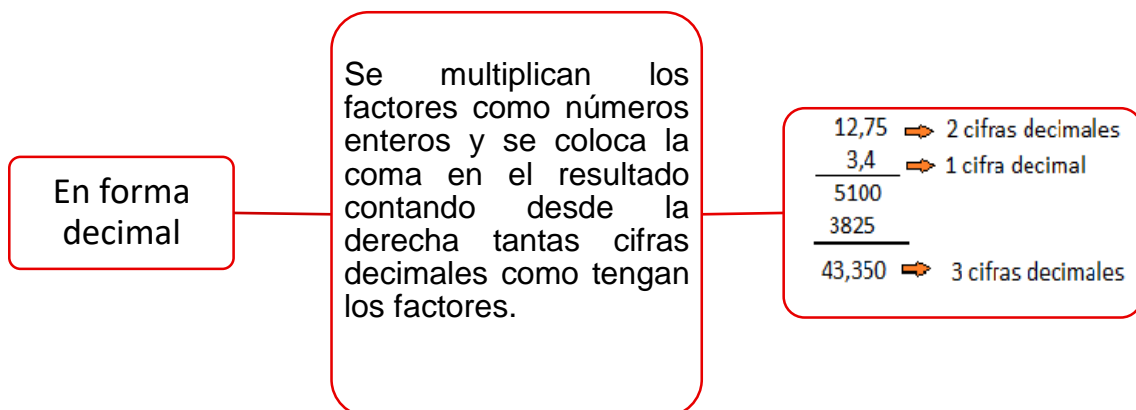 En forma
decimal
Se multiplican los
factores como números
enteros y se coloca la
coma en el resultado
contando desde la
derecha tantas cifras
decimales como tengan
los factores.
12,75 2 cifras decimales
3,4 1 cifra decimal
5100
3825
43,350 3 cifras decimales